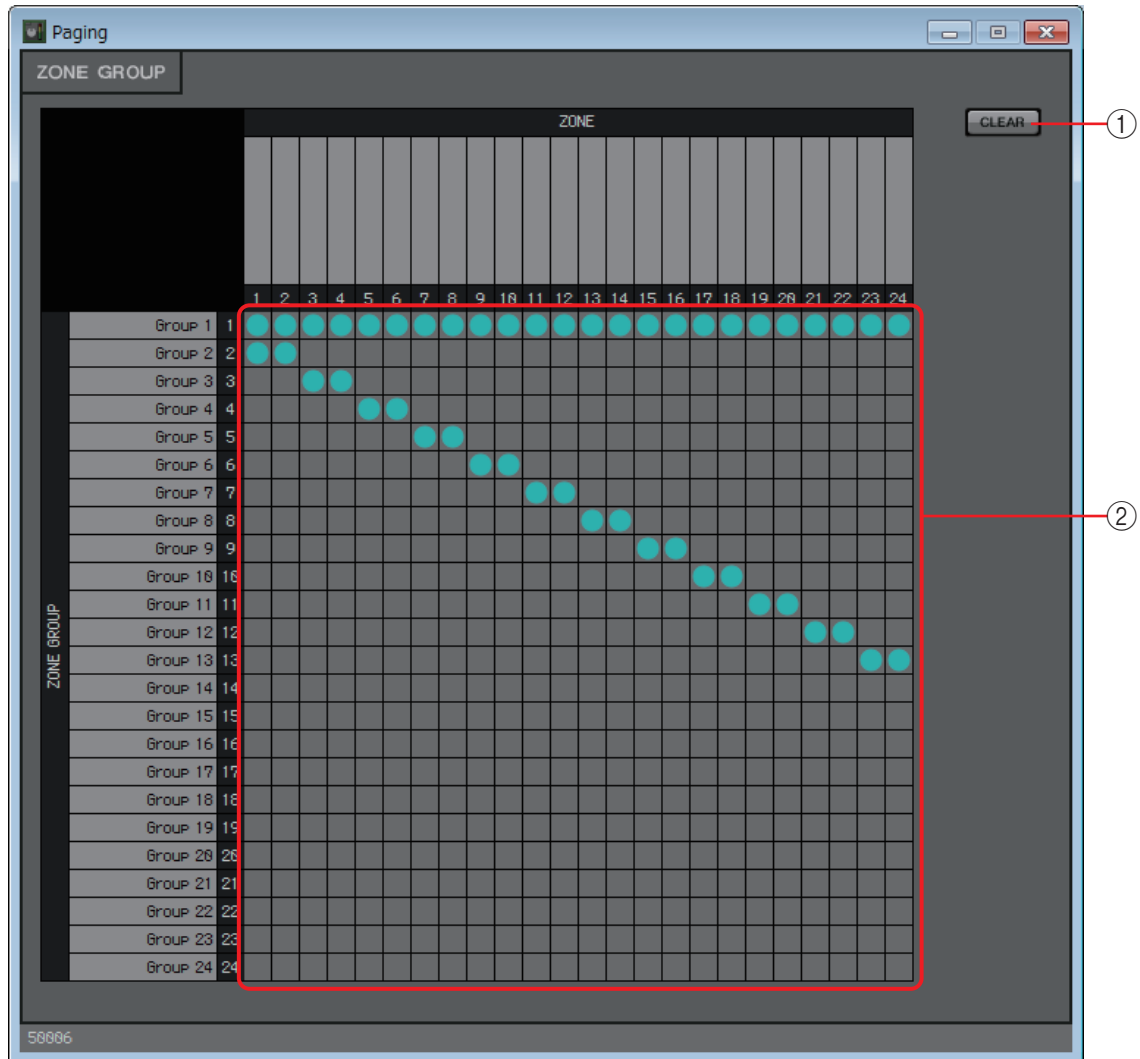 Paging
ZONE GROUP
ZONE
CLEAR
①
1 2 3 4 5 6 7 8 9 10 11 12 13 14 15 16 17 18 19 20 21 22 23 24
Group 1 1
Group 2 2
Group 3 3
Group 4 4
Group 5 5
Group 6 6
Group 7 7
Group 8 8
②
Group 9 9
Group 10 10
Group 11 11
Group 12 12
Group 13 13
Group 14 14
Group 15 15
Group 16 16
Group 17 17
Group 18 18
Group 19 19
Group 20 20
Group 21 21
Group 22 22
Group 23 23
Group 24 24
ZONE GROUP
50006